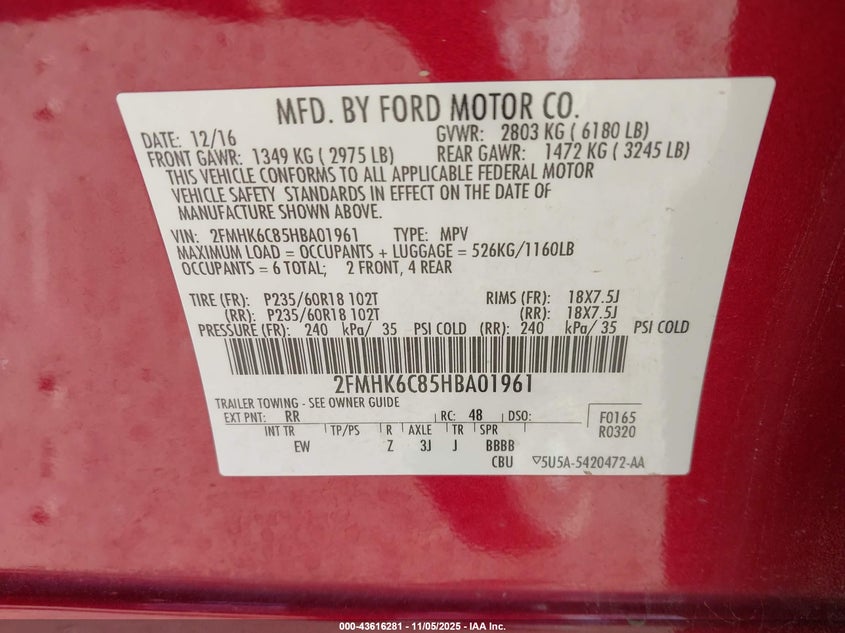 MFD. BY FORD MOTOR CO.
DATE: 12/16 GVWR: 2803 KG ( 6180 LB)
FRONT GAWR: 1349 KG ( 2975 LB) REAR GAWR: 1472 KG ( 3245 LB)
THIS VEHICLE CONFORMS TO ALL APPLICABLE FEDERAL MOTOR
VEHICLE SAFETY STANDARDS IN EFFECT ON THE DATE OF
MANUFACTURE SHOWN ABOVE.
VIN: 2FMHK6C85HBA01961 TYPE: MPV
MAXIMUM LOAD = OCCUPANTS + LUGGAGE = 526KG/1160LB
OCCUPANTS = 6 TOTAL; 2 FRONT, 4 REAR
TIRE (FR): P235/60R18 102T RIMS (FR): 18X7.5J
(RR): P235/60R18 102T (RR): 18X7.5J
PRESSURE (FR): 240 kPa/ 35 PSI COLD (RR): 240 kPa/ 35 PSI COLD
2FMHK6C85HBA01961
TRAILER TOWING - SEE OWNER GUIDE
EXT PNT: RR RC: 48 DSO: F0165
INT TR TP/PS R AXLE TR SPR R0320
EW Z 3J J BBBB
CBU 5U5A-5420472-AA
000-43616281 - 11/05/2025 - IAA Inc.